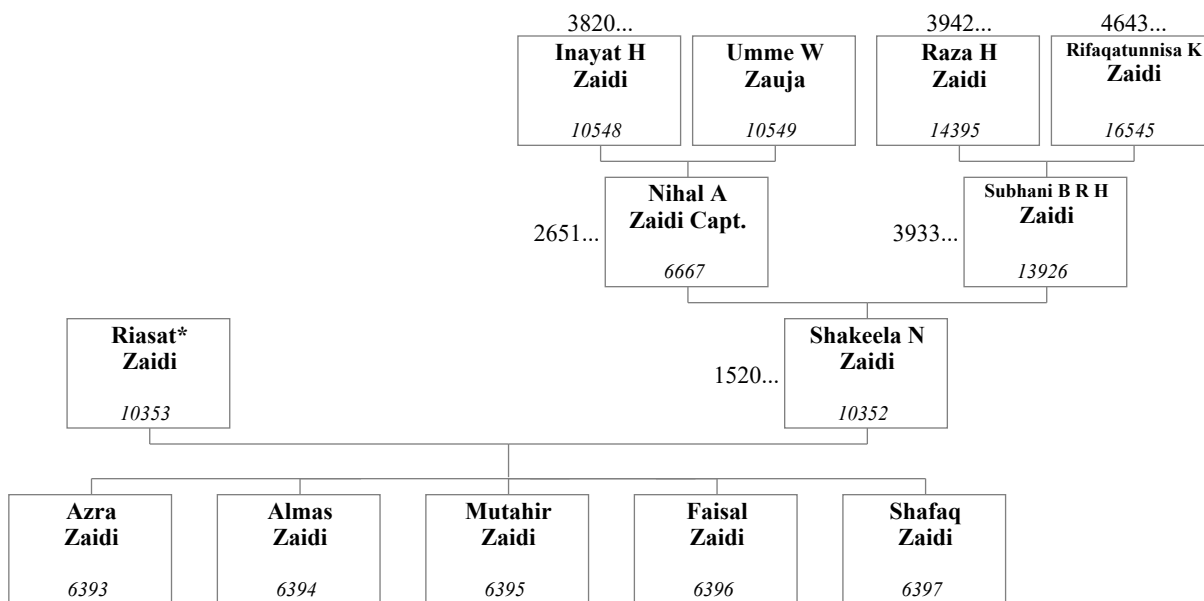 3820...
3942...
4643...
Inayat H
Zaidi
10548
Umme W
Zauja
10549
Raza H
Zaidi
14395
Rifaqatunnisa K
Zaidi
16545
2651...
Nihal A
Zaidi Capt.
6667
3933...
Subhani B R H
Zaidi
13926
Riasat*
Zaidi
10353
1520...
Shakeela N
Zaidi
10352
Azra
Zaidi
6393
Almas
Zaidi
6394
Mutahir
Zaidi
6395
Faisal
Zaidi
6396
Shafaq
Zaidi
6397